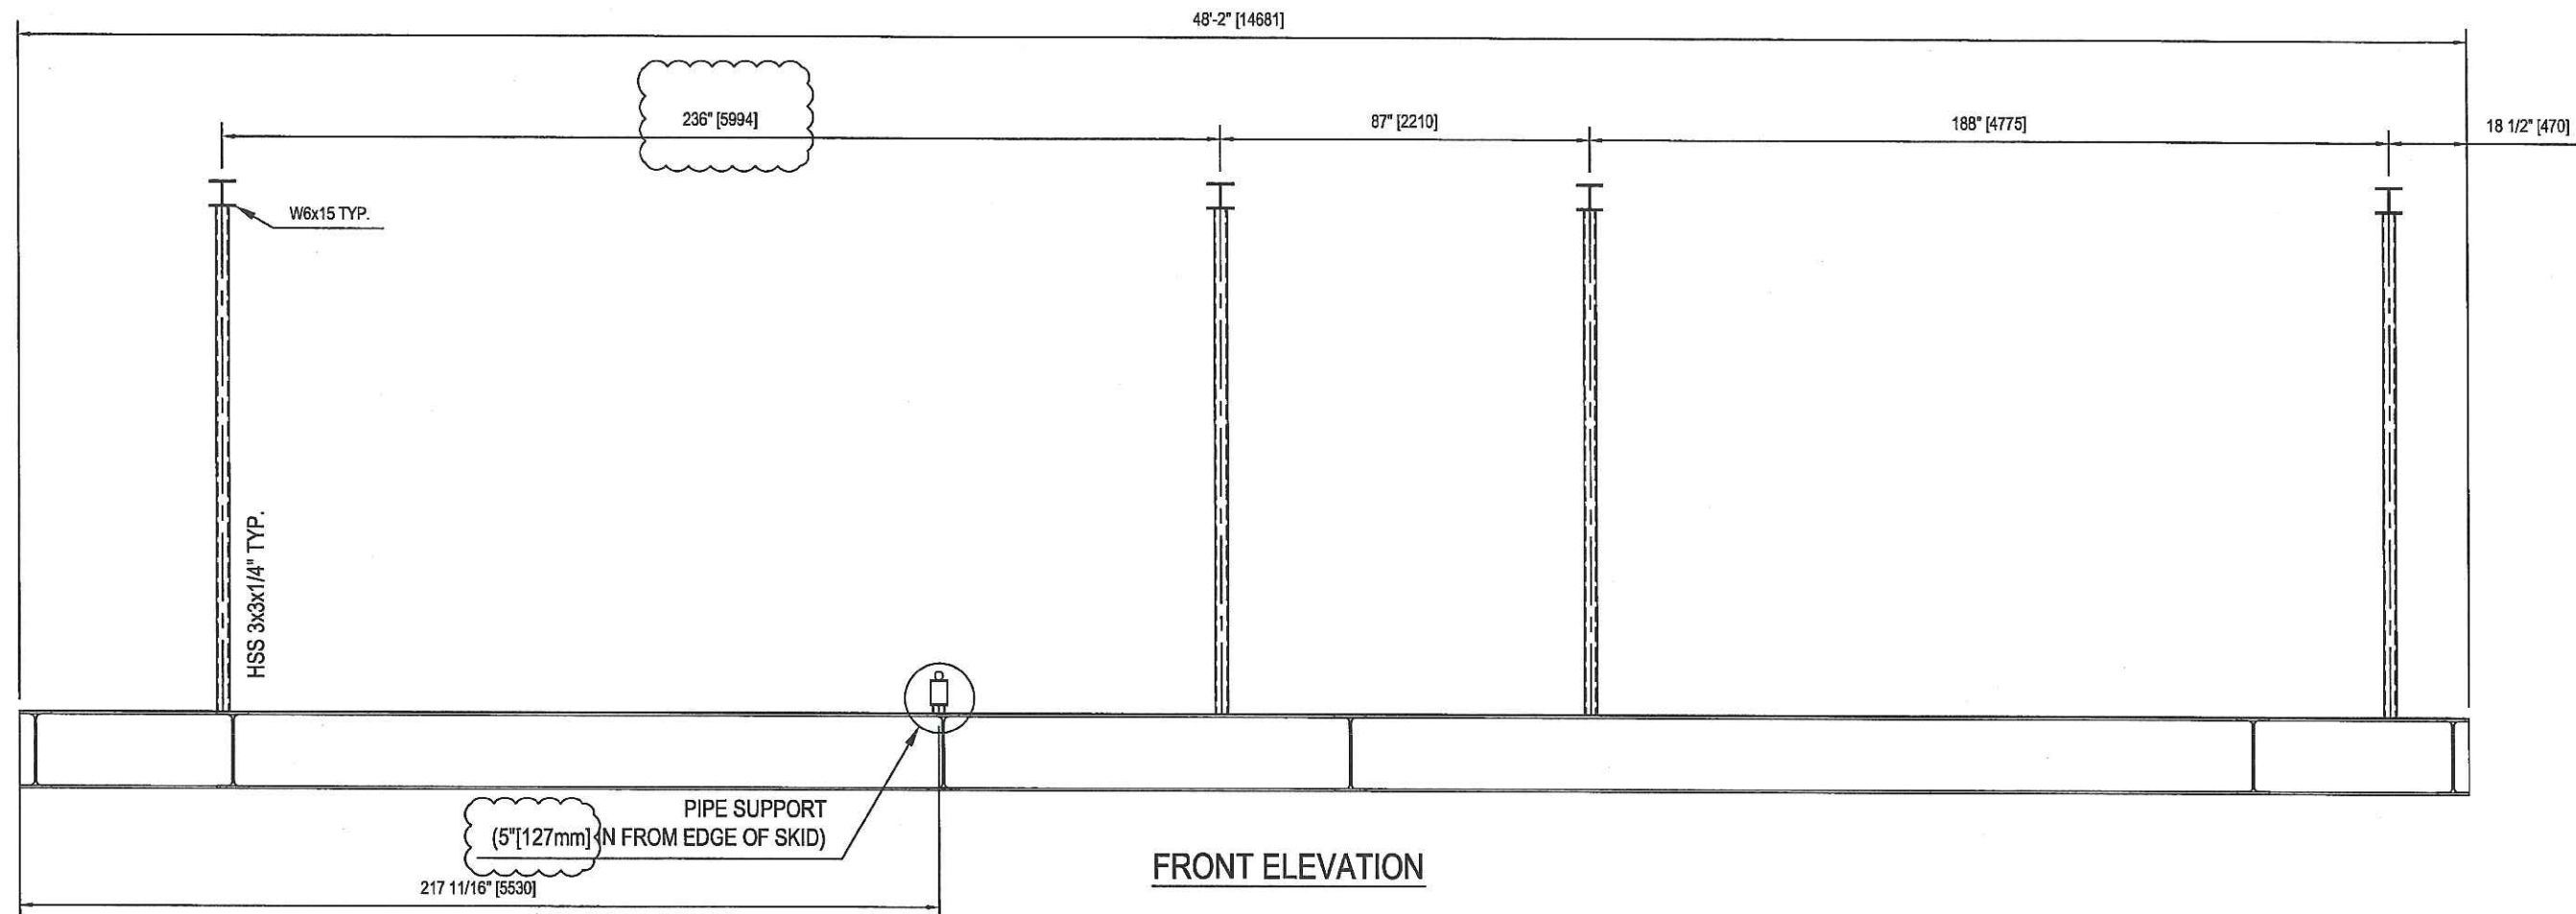 48'-2" [14681]
236" [5994]
87" [2210]
188" [4775]
18 1/2" [470]
W6x15 TYP.
HSS 3x3x1/4" TYP.
PIPE SUPPORT
(5"[127mm] IN FROM EDGE OF SKID)
217 11/16" [5530]
FRONT ELEVATION